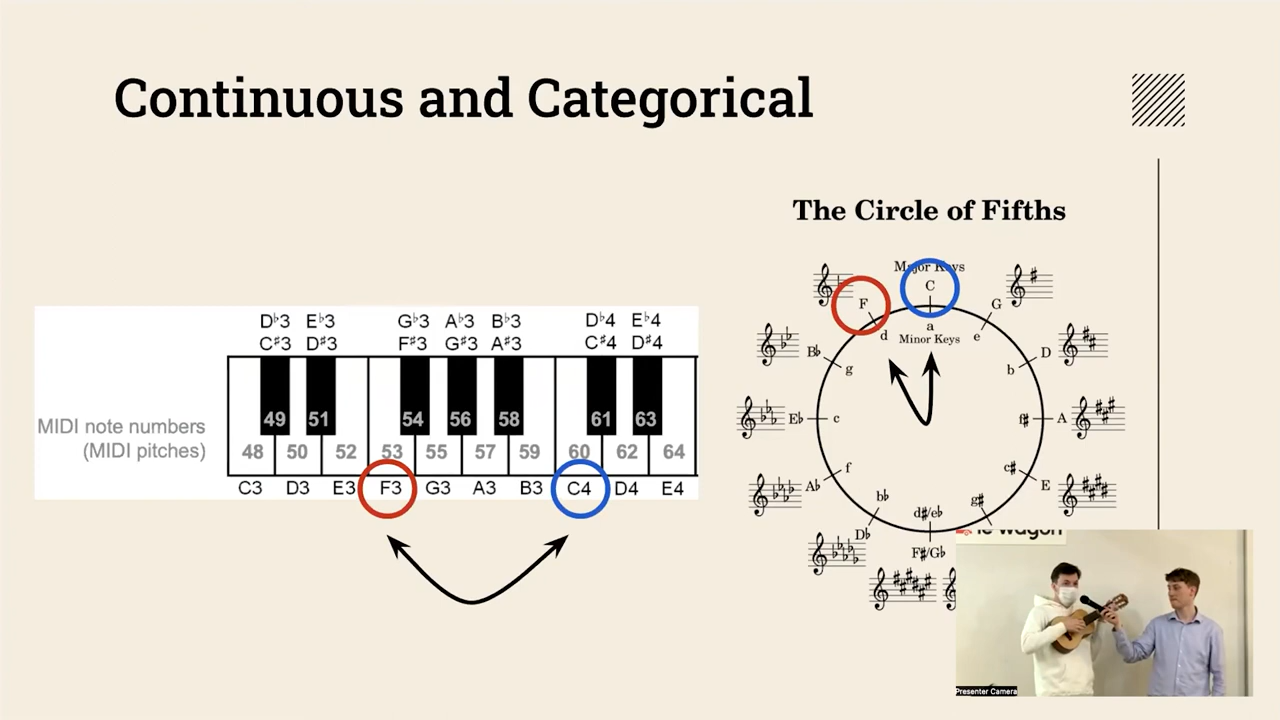 Continuous and Categorical
The Circle of Fifths
Major Keys
C
F
G
a
Minor Keys
d
e
B♭
D
g
b
E♭
c
f♯
A
A♭
f
c♯
E
b♭
g♯
d♯/e♭
D♭
F♯/G♭
D♭3 E♭3 G♭3 A♭3 B♭3 D♭4 E♭4
C♯3 D♯3 F♯3 G♯3 A♯3 C♯4 D♯4
49 51 54 56 58 61 63
MIDI note numbers
(MIDI pitches)
48 50 52 53 55 57 59 60 62 64
C3 D3 E3 F3 G3 A3 B3 C4 D4 E4
le wagon
Presenter Camera